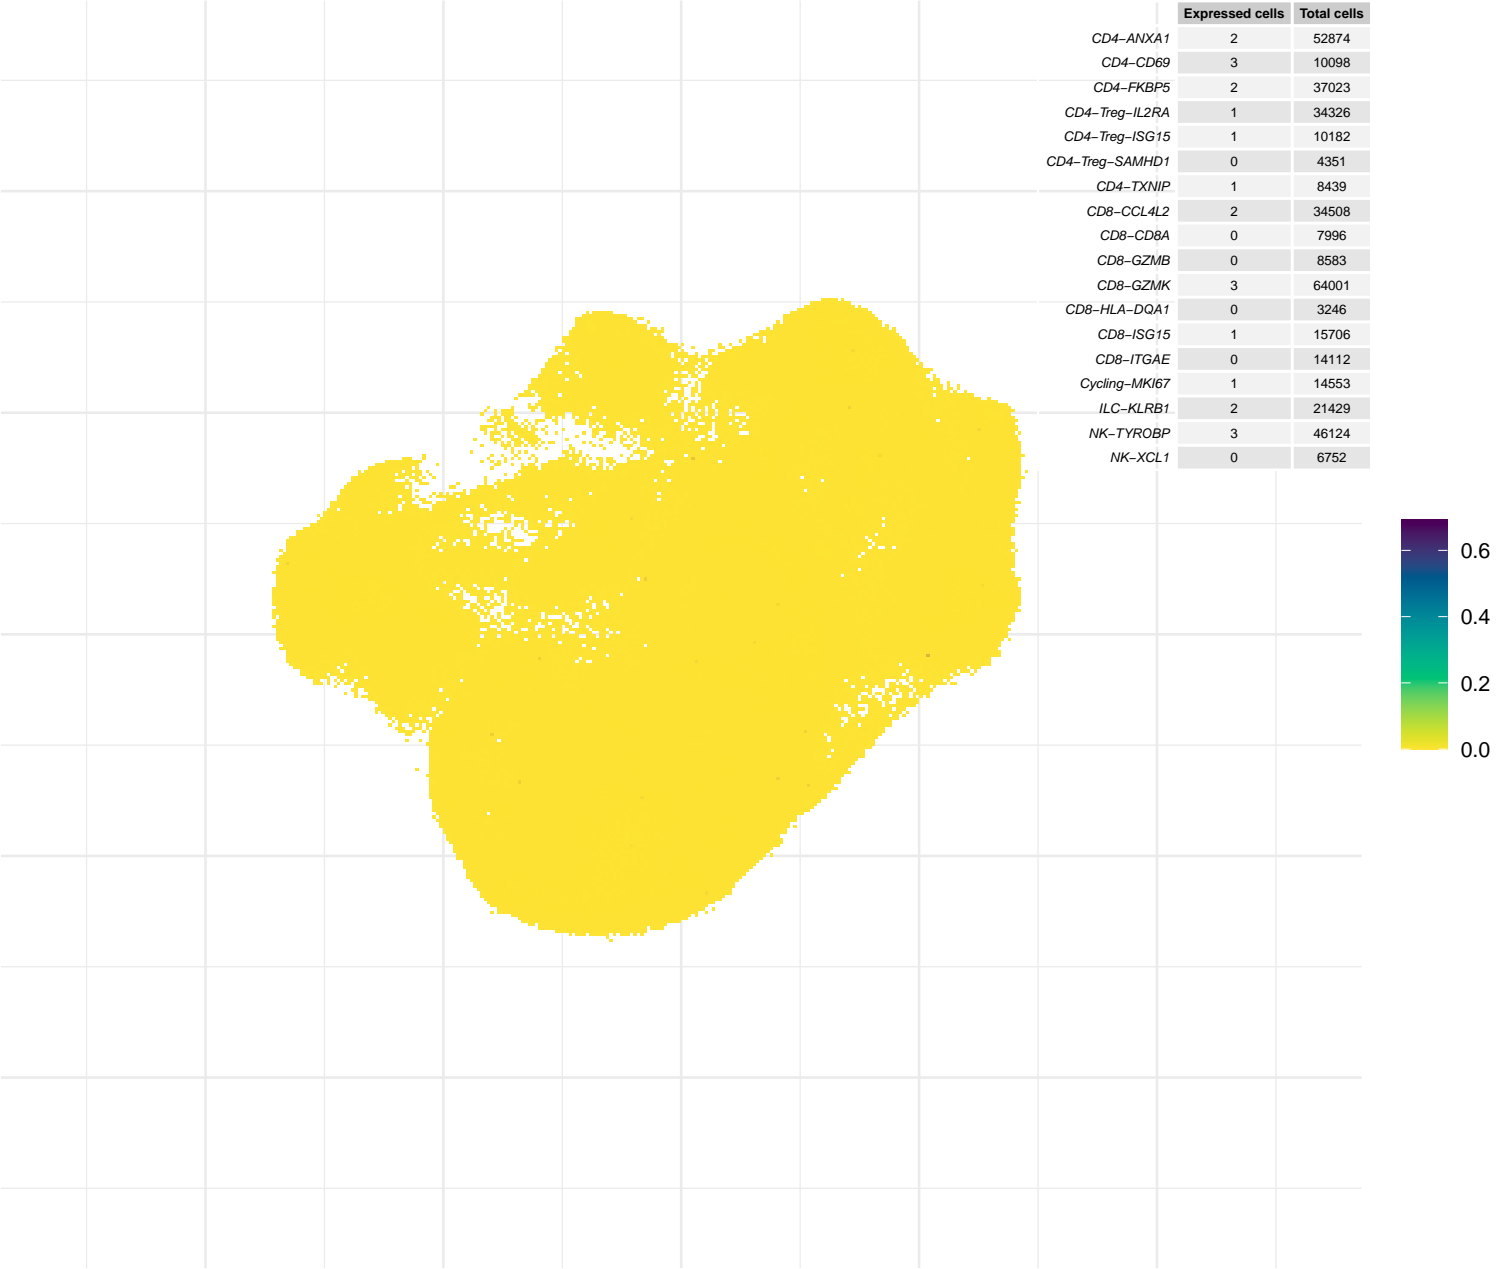 Expressed cells Total cells
CD4−ANXA1 2 52874
CD4−CD69 3 10098
CD4−FKBP5 2 37023
CD4−Treg−IL2RA 1 34326
CD4−Treg−ISG15 1 10182
CD4−Treg−SAMHD1 0 4351
CD4−TXNIP 1 8439
CD8−CCL4L2 2 34508
CD8−CD8A 0 7996
CD8−GZMB 0 8583
CD8−GZMK 3 64001
CD8−HLA−DQA1 0 3246
CD8−ISG15 1 15706
CD8−ITGAE 0 14112
Cycling−MKI67 1 14553
ILC−KLRB1 2 21429
NK−TYROBP 3 46124
NK−XCL1 0 6752
0.6
0.4
0.2
0.0